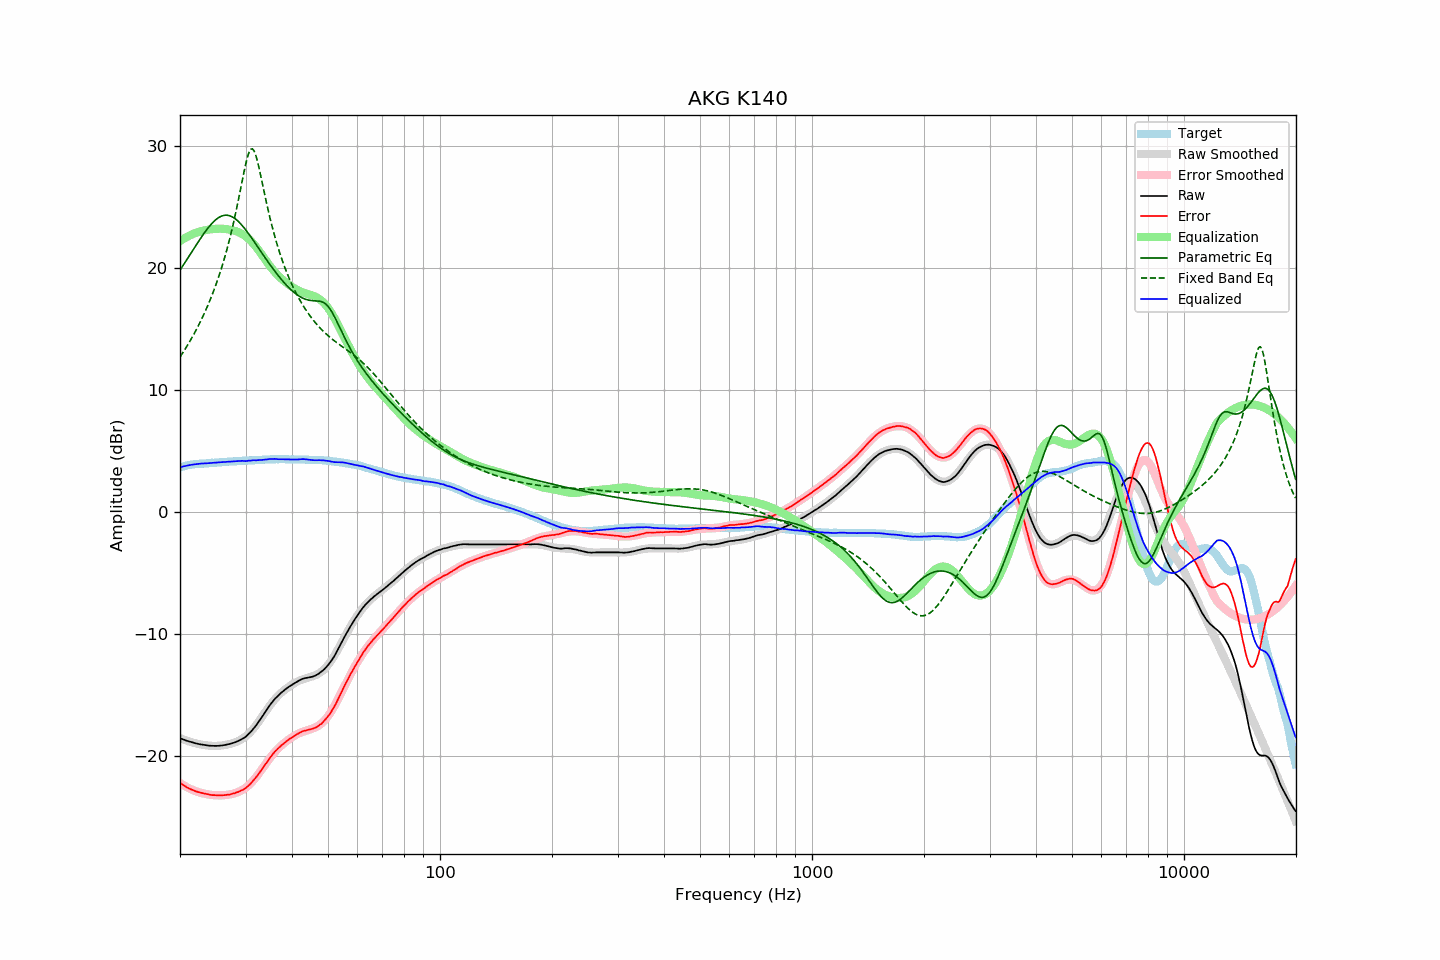 AKG K140
Amplitude (dBr)
30
20
10
0
−10
−20
100
1000
10000
Frequency (Hz)
Target
Raw Smoothed
Error Smoothed
Raw
Error
Equalization
Parametric Eq
Fixed Band Eq
Equalized